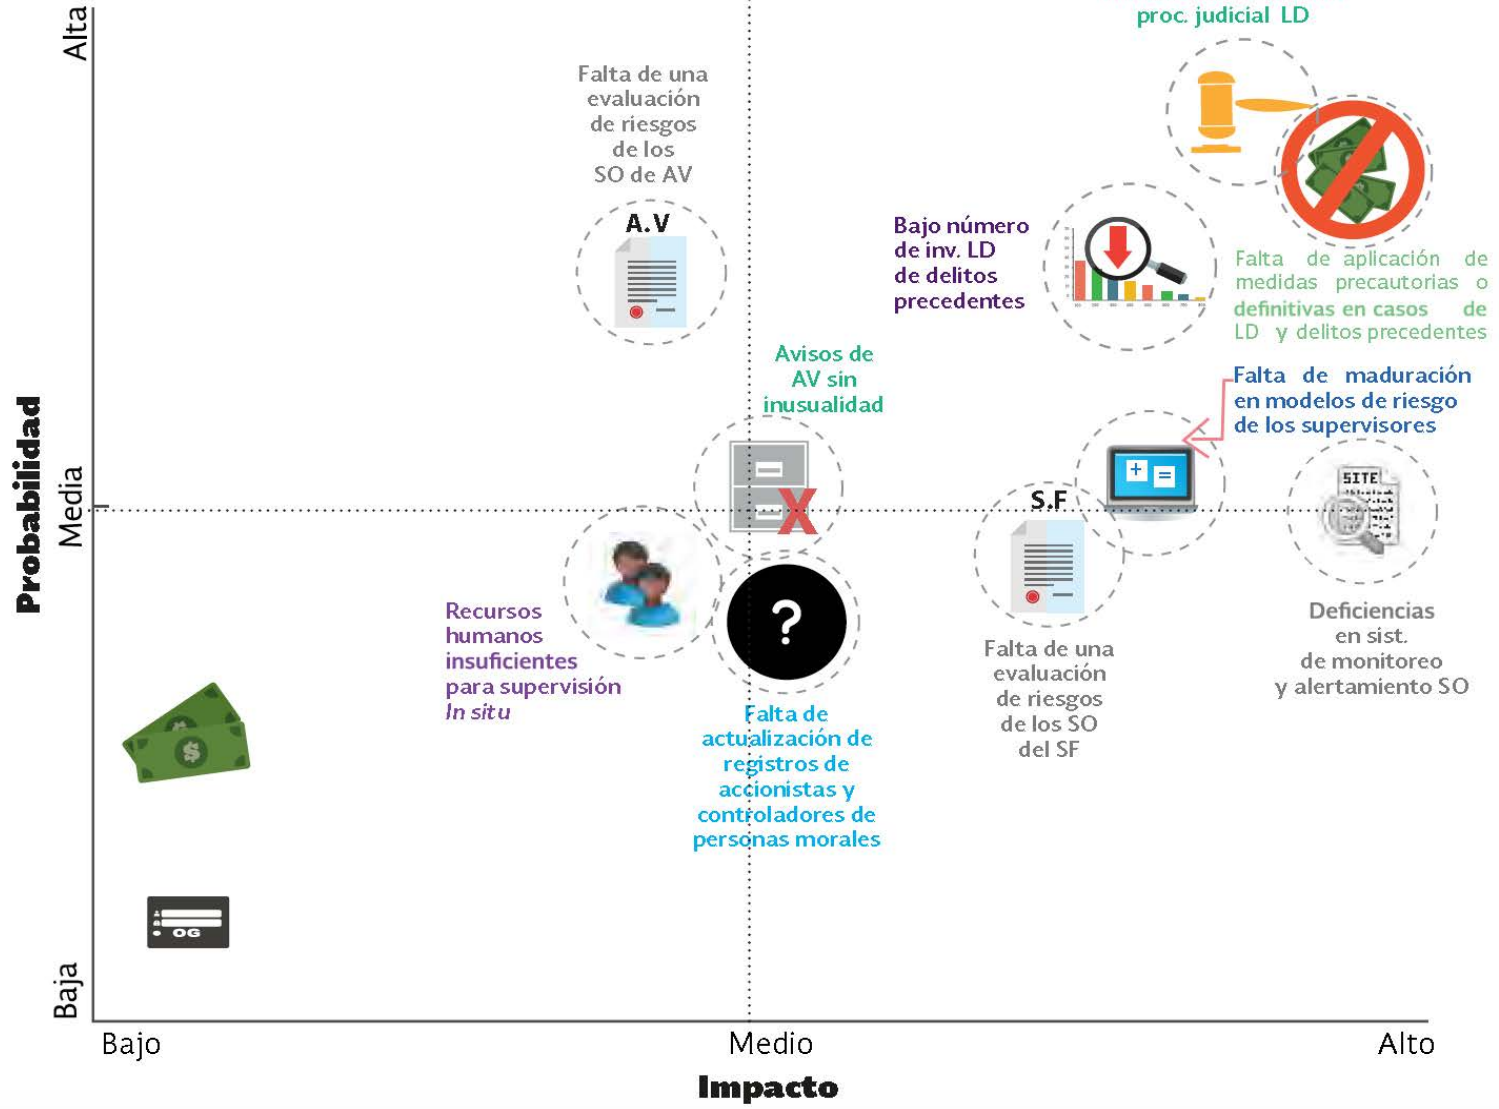 proc. judicial LD
Alta
Falta de una
evaluación
de riesgos
de los
SO de AV
A.V
Bajo número
de inv. LD
de delitos
precedentes
Falta de aplicación de
medidas precautorias o
definitivas en casos de
LD y delitos precedentes
Avisos de
AV sin
inusualidad
Falta de maduración
en modelos de riesgo
de los supervisores
Probabilidad
Media
X
+ =
S.F
SITE
Recursos
humanos
insuficientes
para supervisión
In situ
?
Falta de
actualización de
registros de
accionistas y
controladores de
personas morales
Falta de una
evaluación
de riesgos
de los SO
del SF
Deficiencias
en sist.
de monitoreo
y alertamiento SO
$
OG
Baja
Bajo
Medio
Alto
Impacto